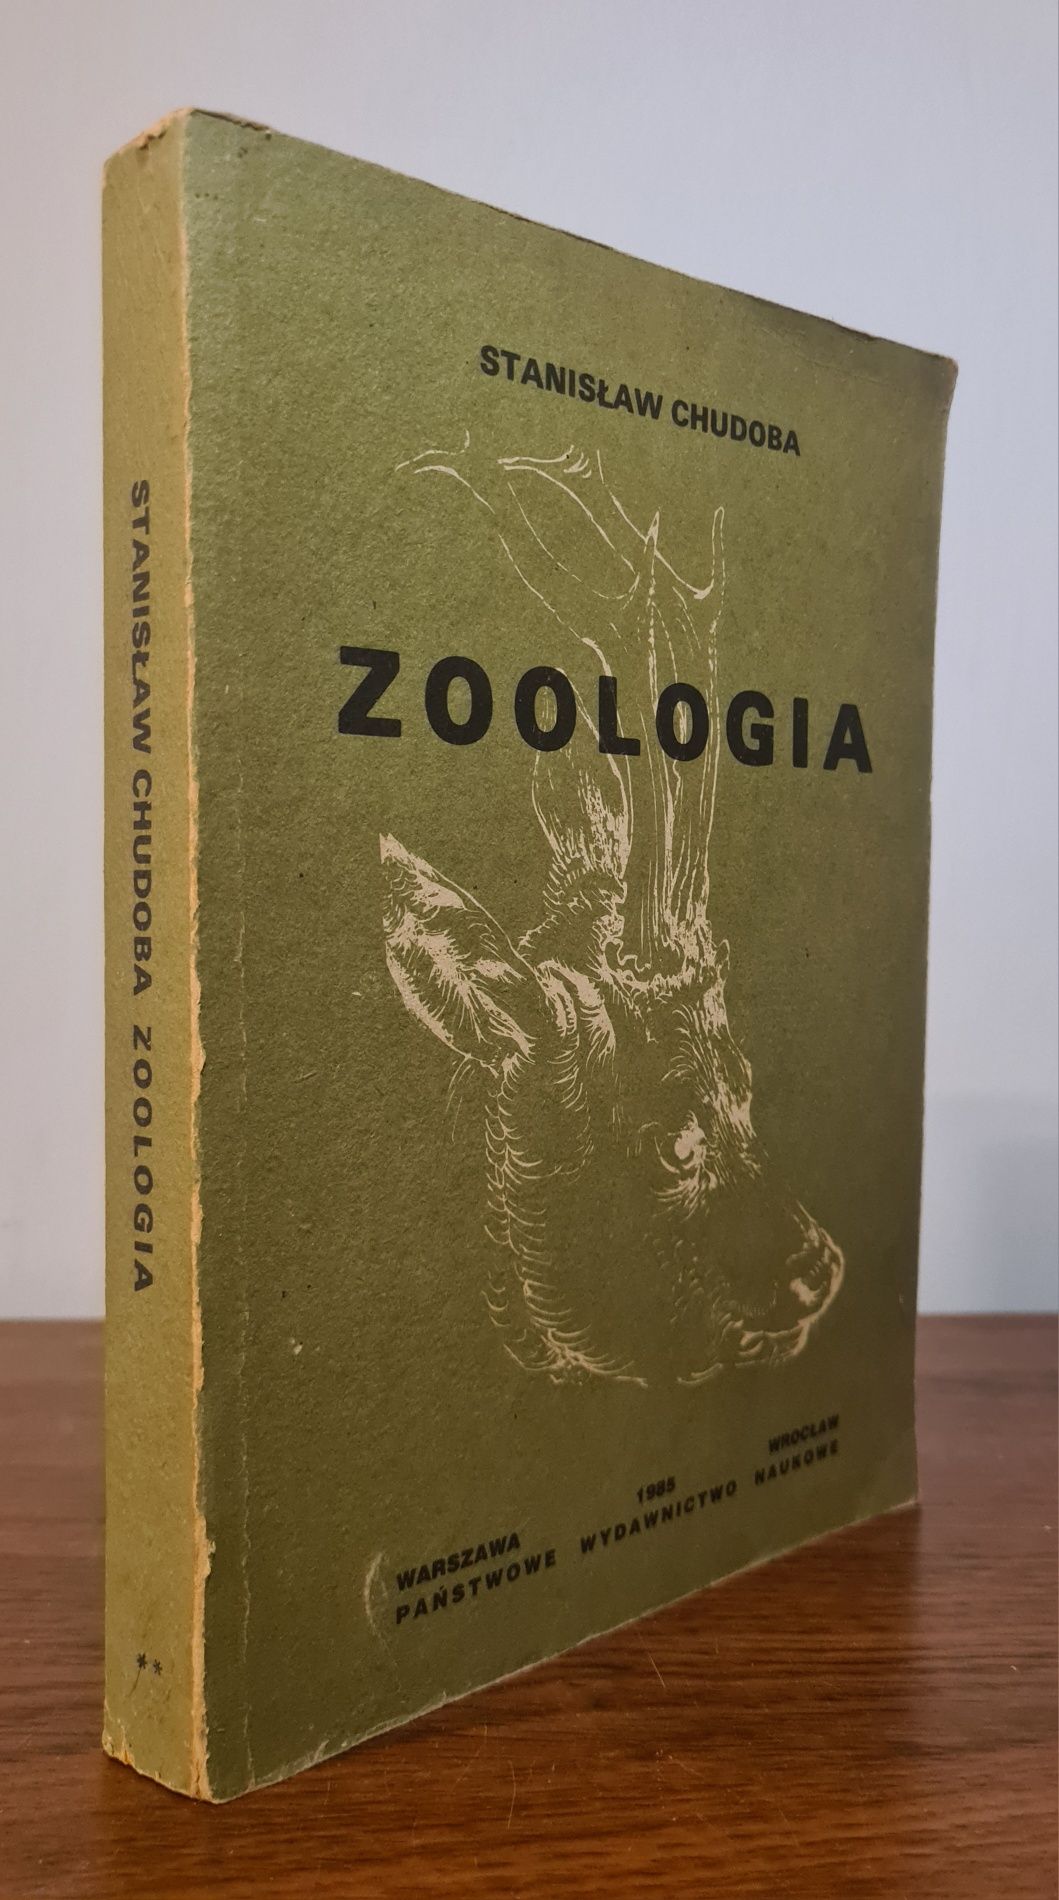 STANISŁAW CHUDOBA
ZOOLOGIA
WARSZAWA 1985 WROCŁAW
PAŃSTWOWE WYDAWNICTWO NAUKOWE
STANISŁAW CHUDOBA ZOOLOGIA
**